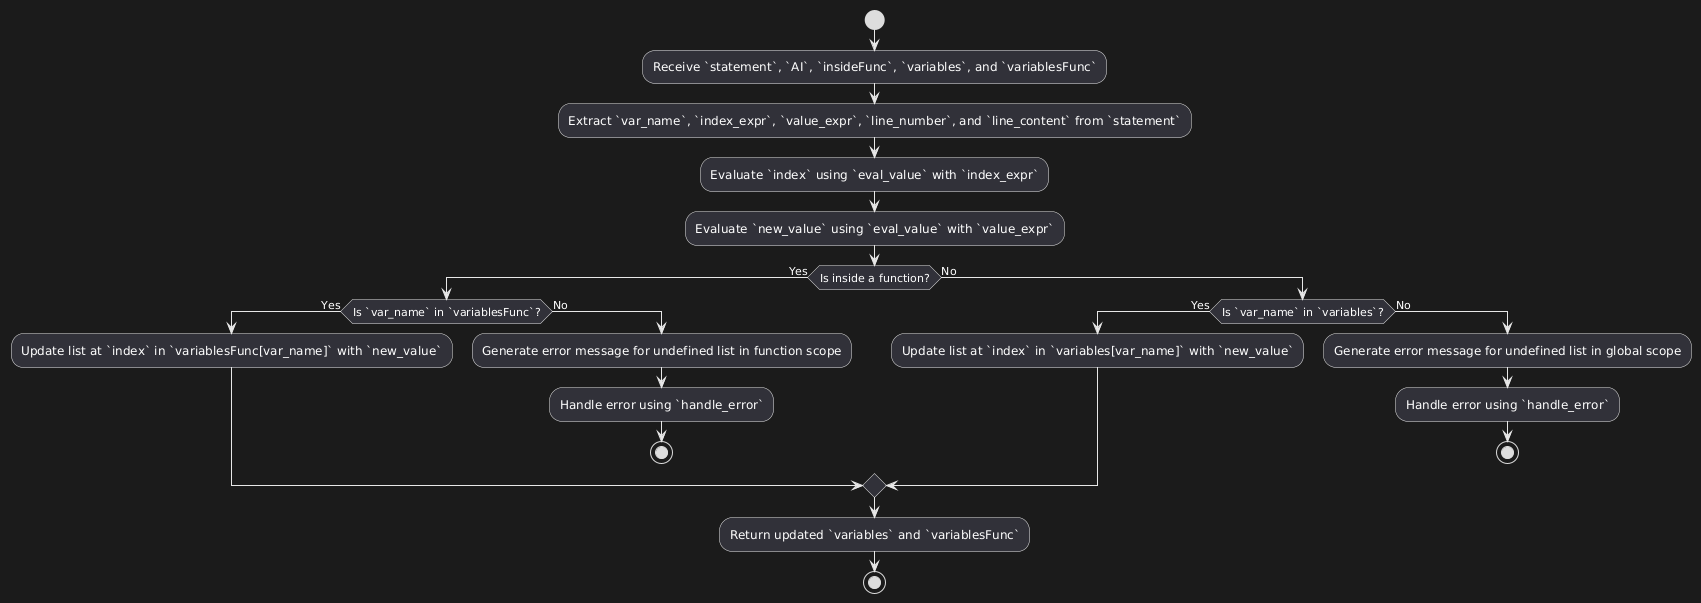 Receive `statement`, `AI`, `insideFunc`, `variables`, and `variablesFunc`
Extract `var_name`, `index_expr`, `value_expr`, `line_number`, and `line_content` from `statement`
Evaluate `index` using `eval_value` with `index_expr`
Evaluate `new_value` using `eval_value` with `value_expr`
Yes
Is inside a function?
No
Yes
Is `var_name` in `variablesFunc`?
No
Yes
Is `var_name` in `variables`?
No
Update list at `index` in `variablesFunc[var_name]` with `new_value`
Generate error message for undefined list in function scope
Update list at `index` in `variables[var_name]` with `new_value`
Generate error message for undefined list in global scope
Handle error using `handle_error`
Handle error using `handle_error`
Return updated `variables` and `variablesFunc`